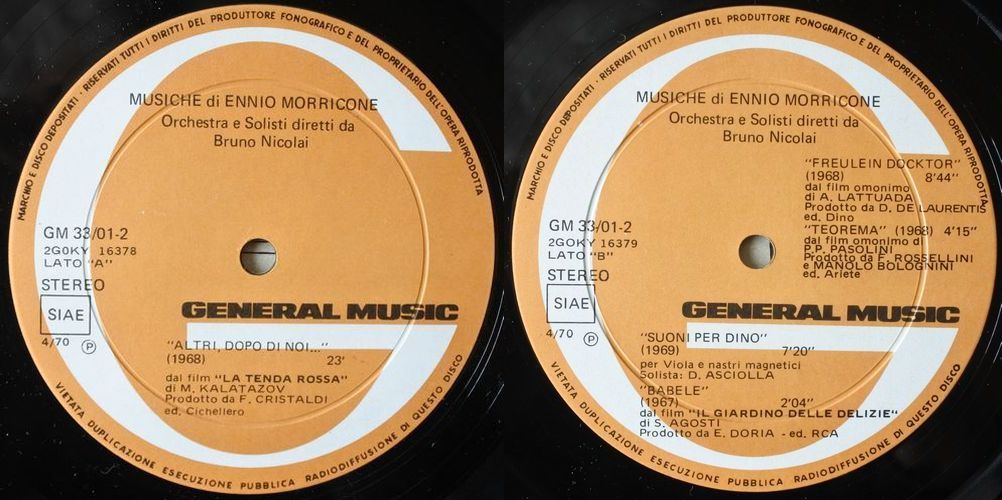 MARCHIO E DISCO DEPOSITATI · RISERVATI TUTTI I DIRITTI DEL PRODUTTORE FONOGRAFICO E DEL PROPRIETARIO DELL'OPERA RIPRODOTTA
MUSICHE di ENNIO MORRICONE
Orchestra e Solisti diretti da
Bruno Nicolai
GM 33/01-2
2G0KY 16378
LATO "A"
STEREO
SIAE
4/70 P
GENERAL MUSIC
"ALTRI, DOPO DI NOI..."
(1968) 23'
dal film "LA TENDA ROSSA"
di M. KALATAZOV
Prodotto da F. CRISTALDI
ed. Cichellero
VIETATA DUPLICAZIONE ESECUZIONE PUBBLICA RADIODIFFUSIONE DI QUESTO DISCO
MARCHIO E DISCO DEPOSITATI · RISERVATI TUTTI I DIRITTI DEL PRODUTTORE FONOGRAFICO E DEL PROPRIETARIO DELL'OPERA RIPRODOTTA
MUSICHE di ENNIO MORRICONE
Orchestra e Solisti diretti da
Bruno Nicolai
"FREULEIN DOCKTOR"
(1968) 8'44"
dal film omonimo
di A. LATTUADA
Prodotto da D. DE LAURENTIS
ed. Dino
"TEOREMA" (1968) 4'15"
dal film omonimo di
P.P. PASOLINI
Prodotto da F. ROSSELLINI
e MANOLO BOLOGNINI
ed. Ariete
GM 33/01-2
2GOKY 16379
LATO "B"
STEREO
SIAE
4/70 P
GENERAL MUSIC
"SUONI PER DINO"
(1969) 7'20"
per Viola e nastri magnetici
Solista: D. ASCIOLLA
"BABELE"
(1967) 2'04"
dal film "IL GIARDINO DELLE DELIZIE"
di S. AGOSTI
Prodotto da E. DORIA - ed. RCA
VIETATA DUPLICAZIONE ESECUZIONE PUBBLICA RADIODIFFUSIONE DI QUESTO DISCO